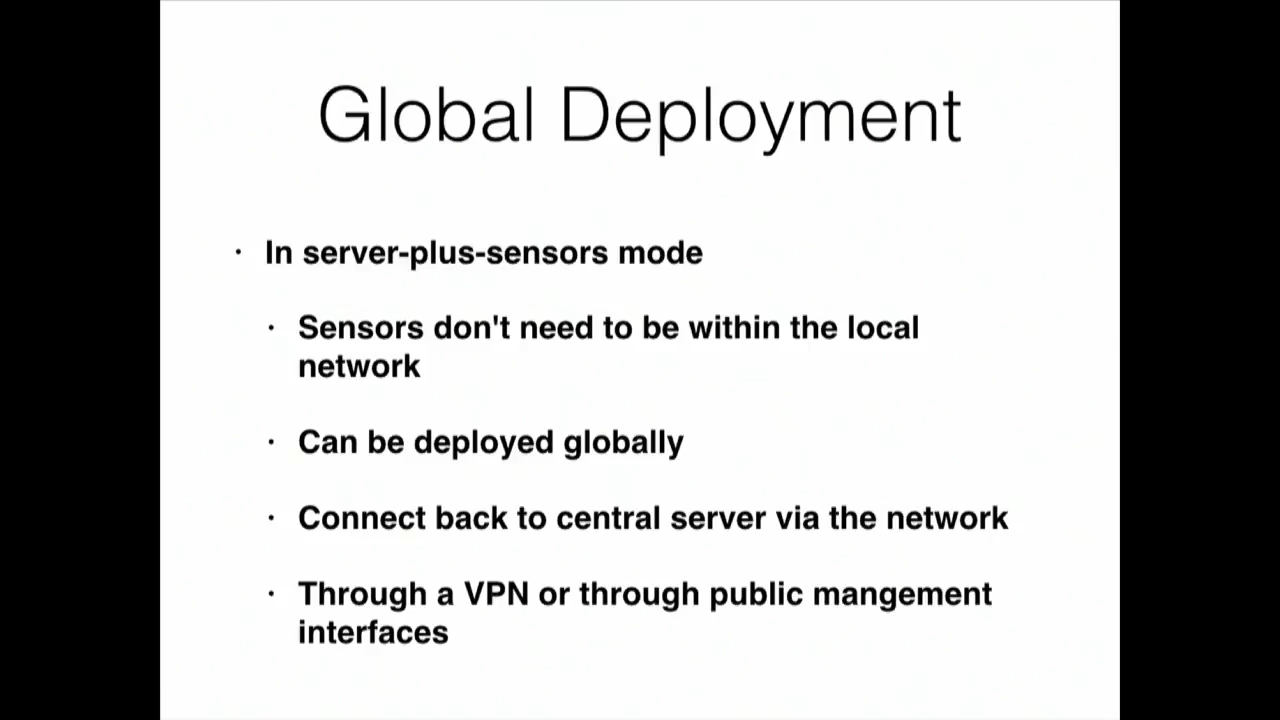 Global Deployment
· In server-plus-sensors mode
· Sensors don't need to be within the local
network
· Can be deployed globally
· Connect back to central server via the network
· Through a VPN or through public mangement
interfaces